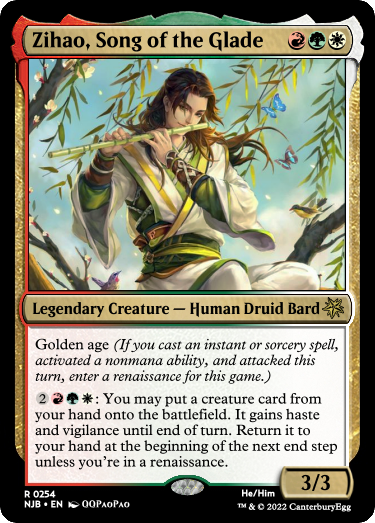 Zihao, Song of the Glade
Legendary Creature — Human Druid Bard
Golden age (If you cast an instant or sorcery spell,
activated a nonmana ability, and attacked this
turn, enter a renaissance for this game.)
2: You may put a creature card from
your hand onto the battlefield. It gains haste
and vigilance until end of turn. Return it to
your hand at the beginning of the next end step
unless you're in a renaissance.
3/3
R 0254
He/Him
NJB • EN QQPaoPao
™ & © 2022 CanterburyEgg